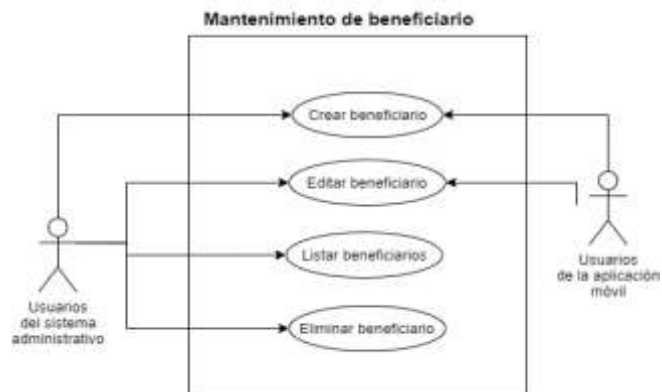 Mantenimiento de beneficiario
Crear beneficiario
Editar beneficiario
Listar beneficiarios
Eliminar beneficiario
Usuarios
del sistema
administrativo
Usuarios
de la aplicación
móvil